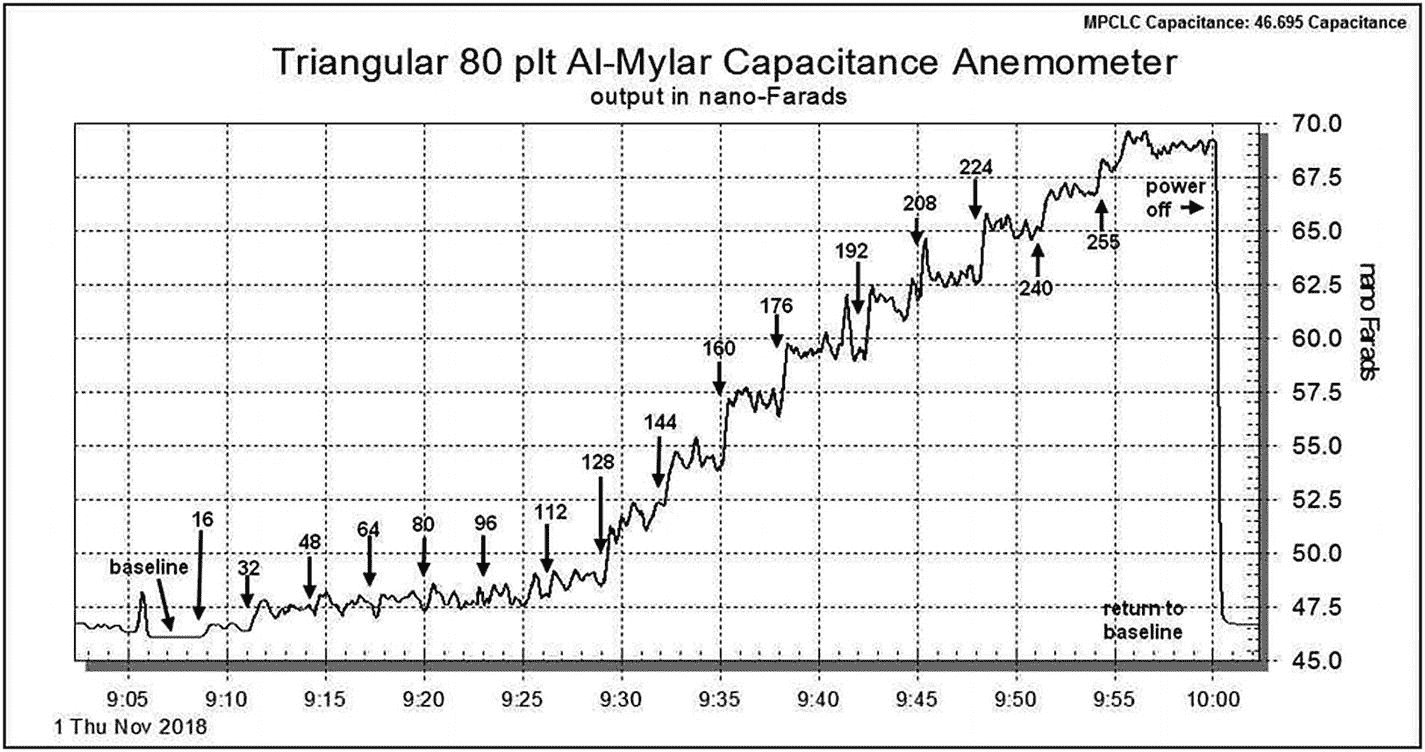 MPCLC Capacitance: 46.695 Capacitance
Triangular 80 plt Al-Mylar Capacitance Anemometer
output in nano-Farads
70.0
67.5
65.0
62.5
60.0
57.5
55.0
52.5
50.0
47.5
45.0
nano Farads
baseline
16
32
48
64
80
96
112
128
144
160
176
192
208
224
240
255
power
off
return to
baseline
9:05 9:10 9:15 9:20 9:25 9:30 9:35 9:40 9:45 9:50 9:55 10:00
1 Thu Nov 2018